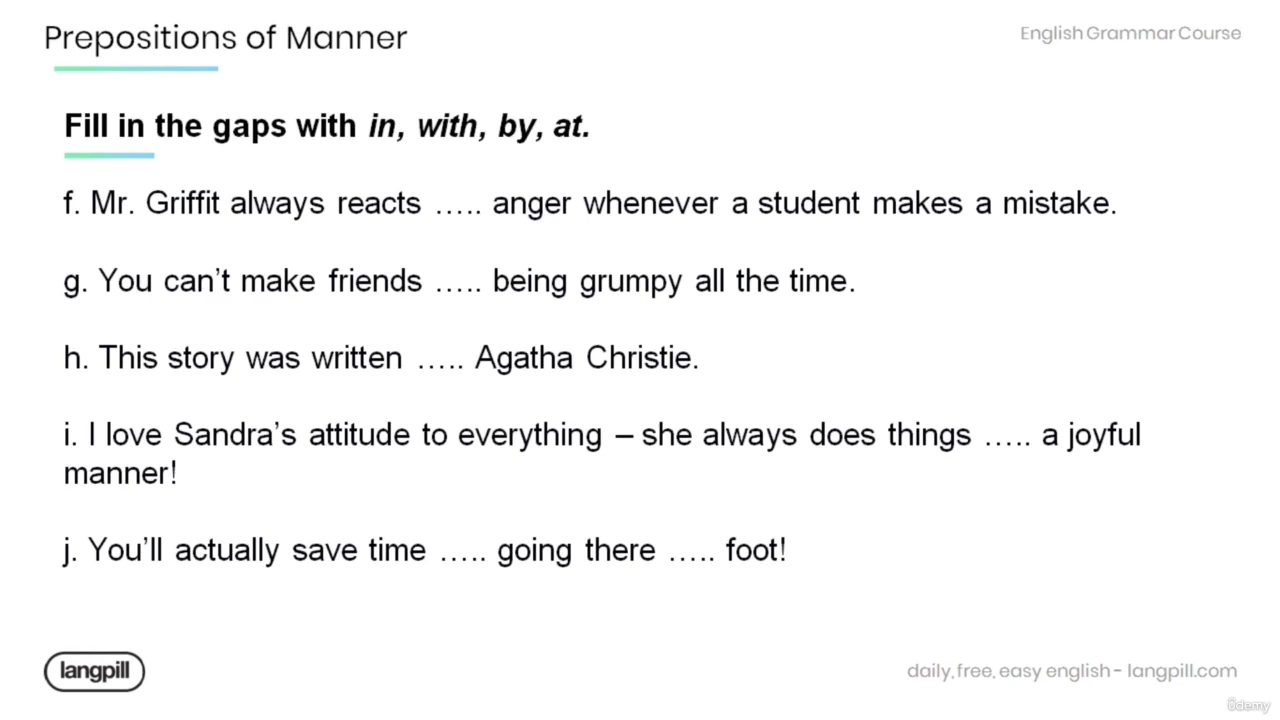 Prepositions of Manner
English Grammar Course
Fill in the gaps with in, with, by, at.
f. Mr. Griffit always reacts ….. anger whenever a student makes a mistake.
g. You can’t make friends ….. being grumpy all the time.
h. This story was written ….. Agatha Christie.
i. I love Sandra’s attitude to everything – she always does things ….. a joyful
manner!
j. You’ll actually save time ….. going there ….. foot!
langpill
daily, free, easy english - langpill.com
ûdemy